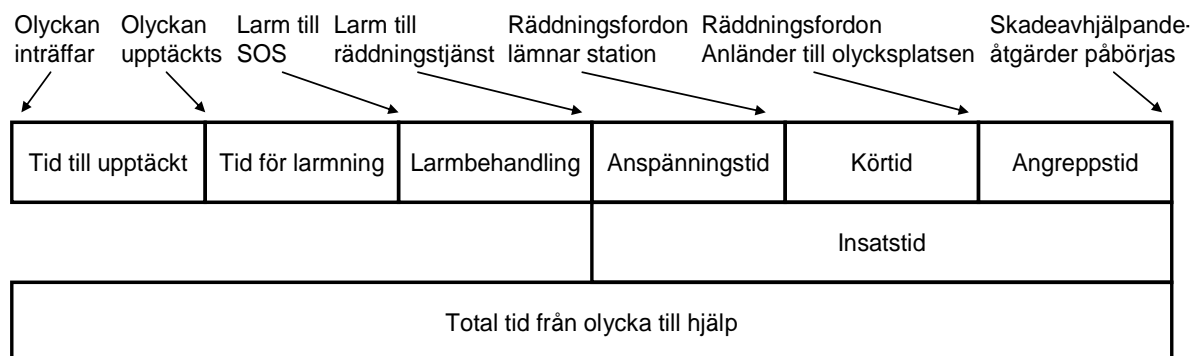 Olyckan
inträffar
Olyckan
upptäckts
Larm till
SOS
Larm till
räddningstjänst
Räddningsfordon
lämnar station
Räddningsfordon
Anländer till olycksplatsen
Skadeavhjälpande-
åtgärder påbörjas
Tid till upptäckt
Tid för larmning
Larmbehandling
Anspänningstid
Körtid
Angreppstid
Insatstid
Total tid från olycka till hjälp